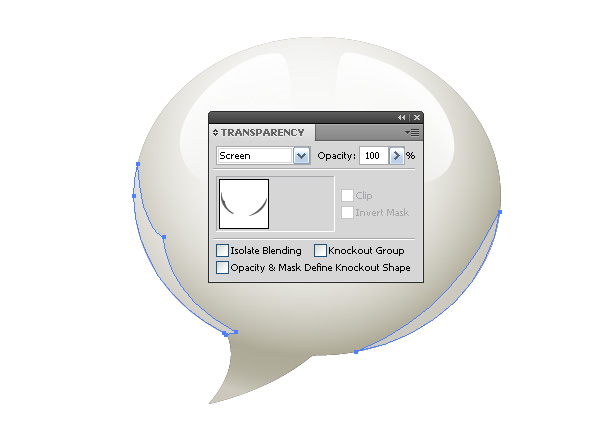 TRANSPARENCY
Screen Opacity: 100 %
Clip
Invert Mask
Isolate Blending Knockout Group
Opacity & Mask Define Knockout Shape